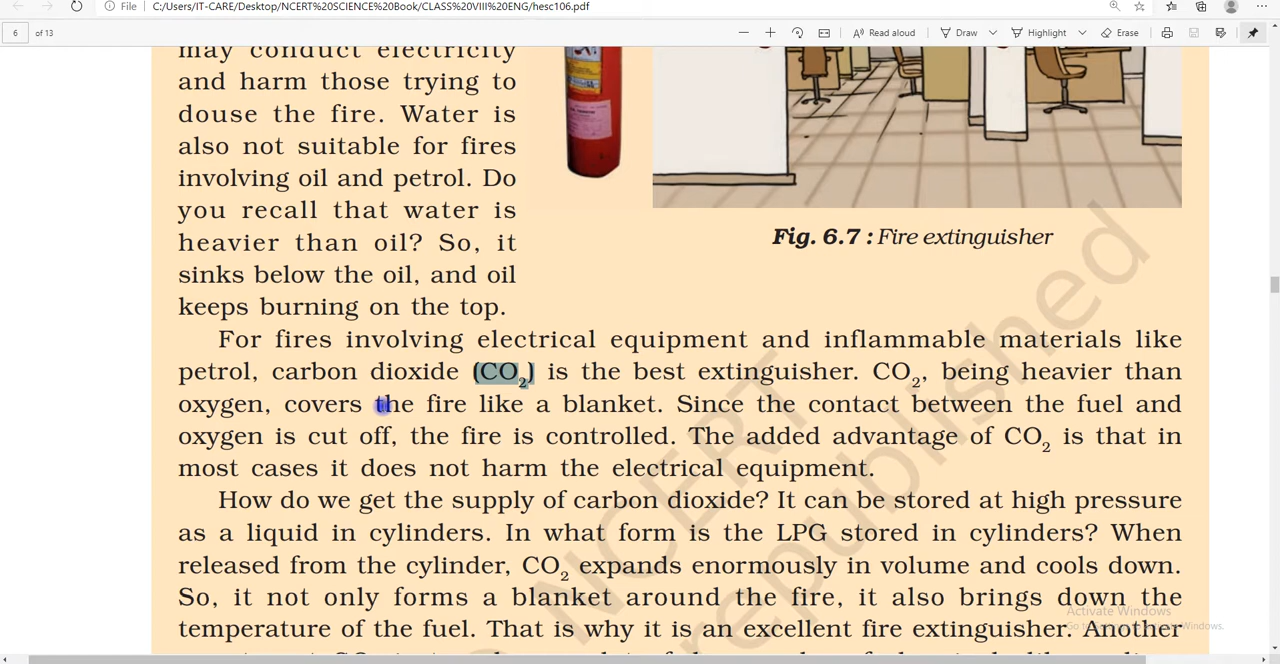 File
C:/Users/IT-CARE/Desktop/NCERT%20SCIENCE%20Book/CLASS%20VIII%20ENG/hesc106.pdf
6 of 13
Read aloud
Draw
Highlight
Erase
may conduct electricity
and harm those trying to
douse the fire. Water is
also not suitable for fires
involving oil and petrol. Do
you recall that water is
heavier than oil? So, it
sinks below the oil, and oil
keeps burning on the top.
Fig. 6.7 : Fire extinguisher
For fires involving electrical equipment and inflammable materials like
petrol, carbon dioxide (CO₂) is the best extinguisher. CO₂, being heavier than
oxygen, covers the fire like a blanket. Since the contact between the fuel and
oxygen is cut off, the fire is controlled. The added advantage of CO₂ is that in
most cases it does not harm the electrical equipment.
How do we get the supply of carbon dioxide? It can be stored at high pressure
as a liquid in cylinders. In what form is the LPG stored in cylinders? When
released from the cylinder, CO₂ expands enormously in volume and cools down.
So, it not only forms a blanket around the fire, it also brings down the
temperature of the fuel. That is why it is an excellent fire extinguisher. Another
NCERT
republished
Activate Windows